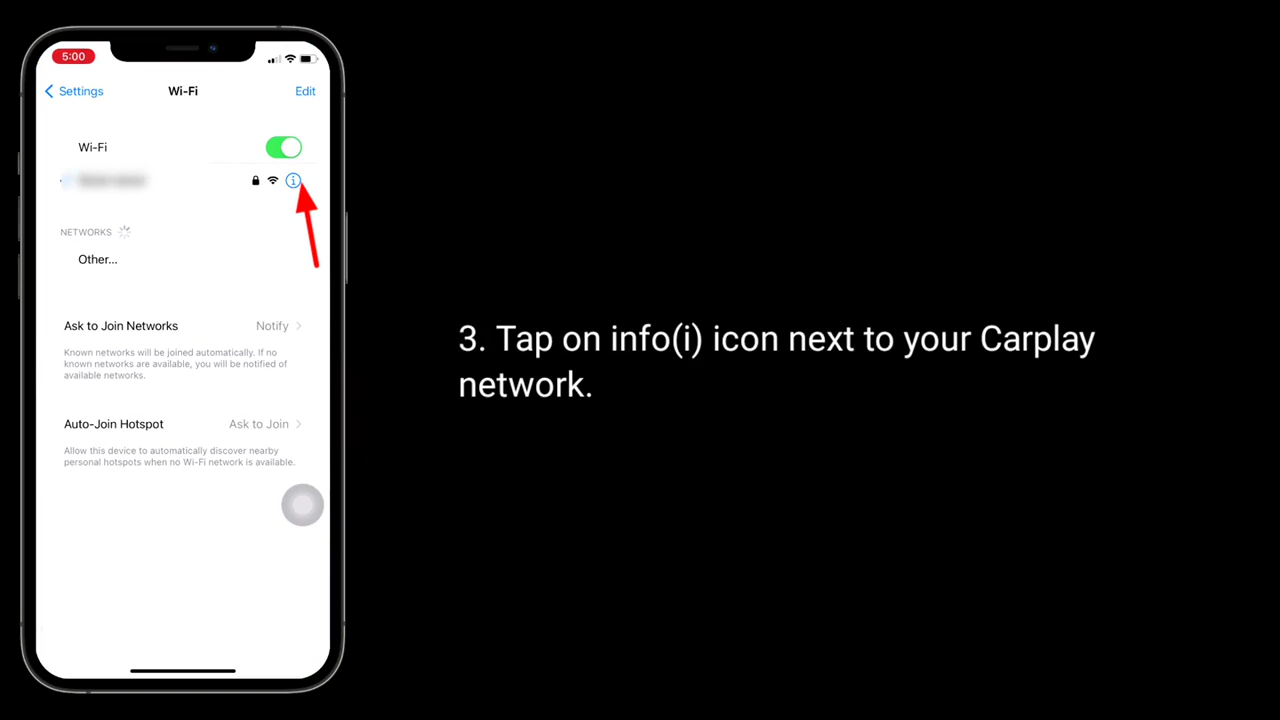 5:00
Settings
Wi-Fi
Edit
Wi-Fi
NETWORKS
Other...
Ask to Join Networks
Notify
Known networks will be joined automatically. If no
known networks are available, you will be notified of
available networks.
Auto-Join Hotspot
Ask to Join
Allow this device to automatically discover nearby
personal hotspots when no Wi-Fi network is available.
3. Tap on info(i) icon next to your Carplay
network.